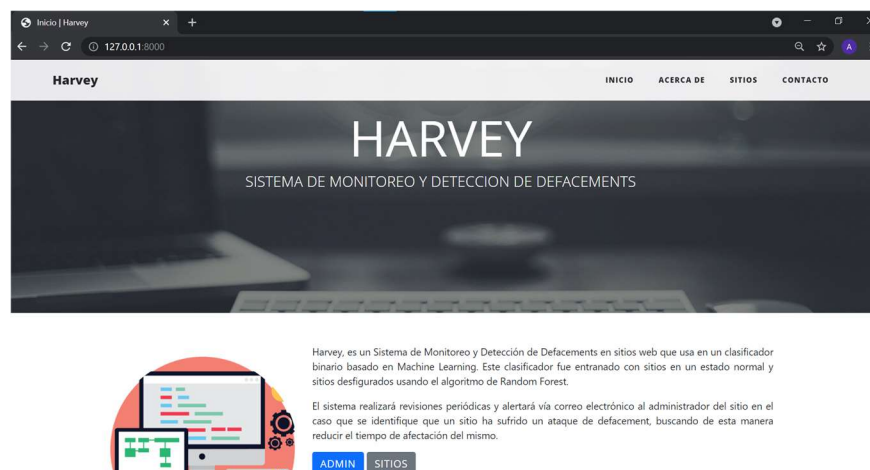 Inicio | Harvey
127.0.0.1:8000
A
Harvey
INICIO ACERCA DE SITIOS CONTACTO
HARVEY
SISTEMA DE MONITOREO Y DETECCION DE DEFACEMENTS
Harvey, es un Sistema de Monitoreo y Detección de Defacements en sitios web que usa en un clasificador
binario basado en Machine Learning. Este clasificador fue entranado con sitios en un estado normal y
sitios desfigurados usando el algoritmo de Random Forest.
El sistema realizará revisiones periódicas y alertará vía correo electrónico al administrador del sitio en el
caso que se identifique que un sitio ha sufrido un ataque de defacement, buscando de esta manera
reducir el tiempo de afectación del mismo.
ADMIN SITIOS